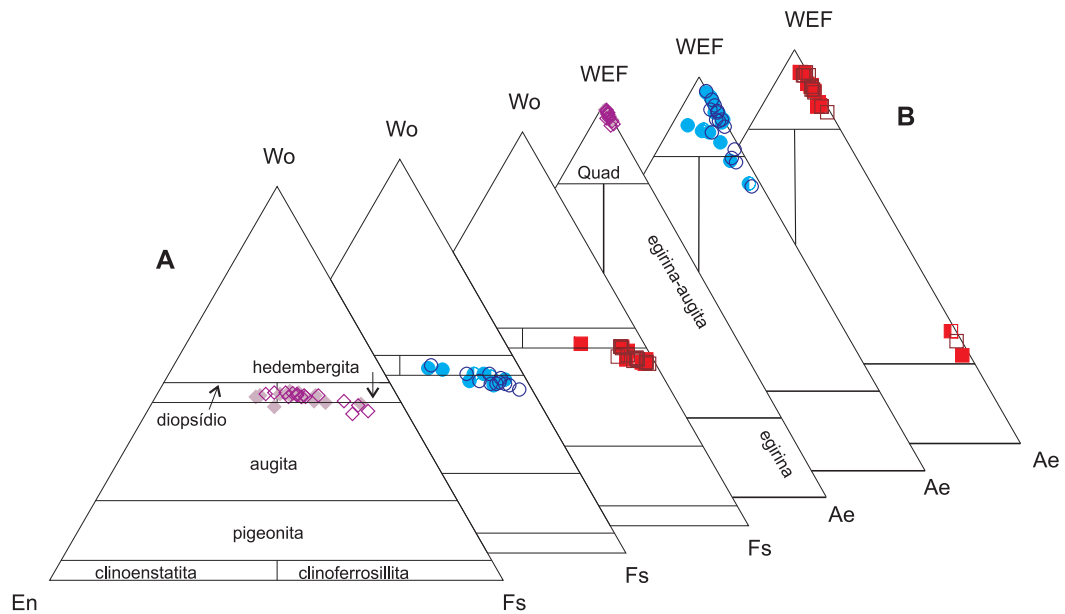 WEF
WEF
WEF
Wo
Wo
Wo
A
B
Quad
egirina-augita
egirina
hedembergita
diopsídio
augita
pigeonita
clinoenstatita
clinoferrosillita
En
Fs
Fs
Fs
Ae
Ae
Ae